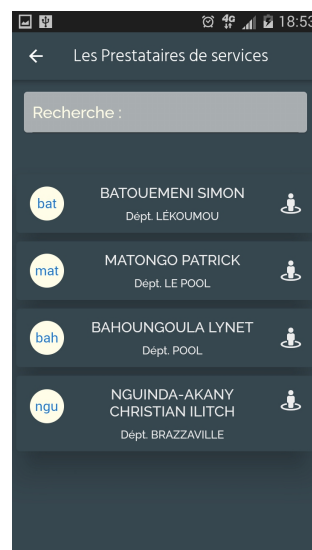 4G 18:53
Les Prestataires de services
Recherche :
bat
BATOUEMENI SIMON
Dépt. LÉKOUMOU
mat
MATONGO PATRICK
Dépt. LE POOL
bah
BAHOUNGOULA LYNET
Dépt. POOL
ngu
NGUINDA-AKANY
CHRISTIAN ILITCH
Dépt. BRAZZAVILLE